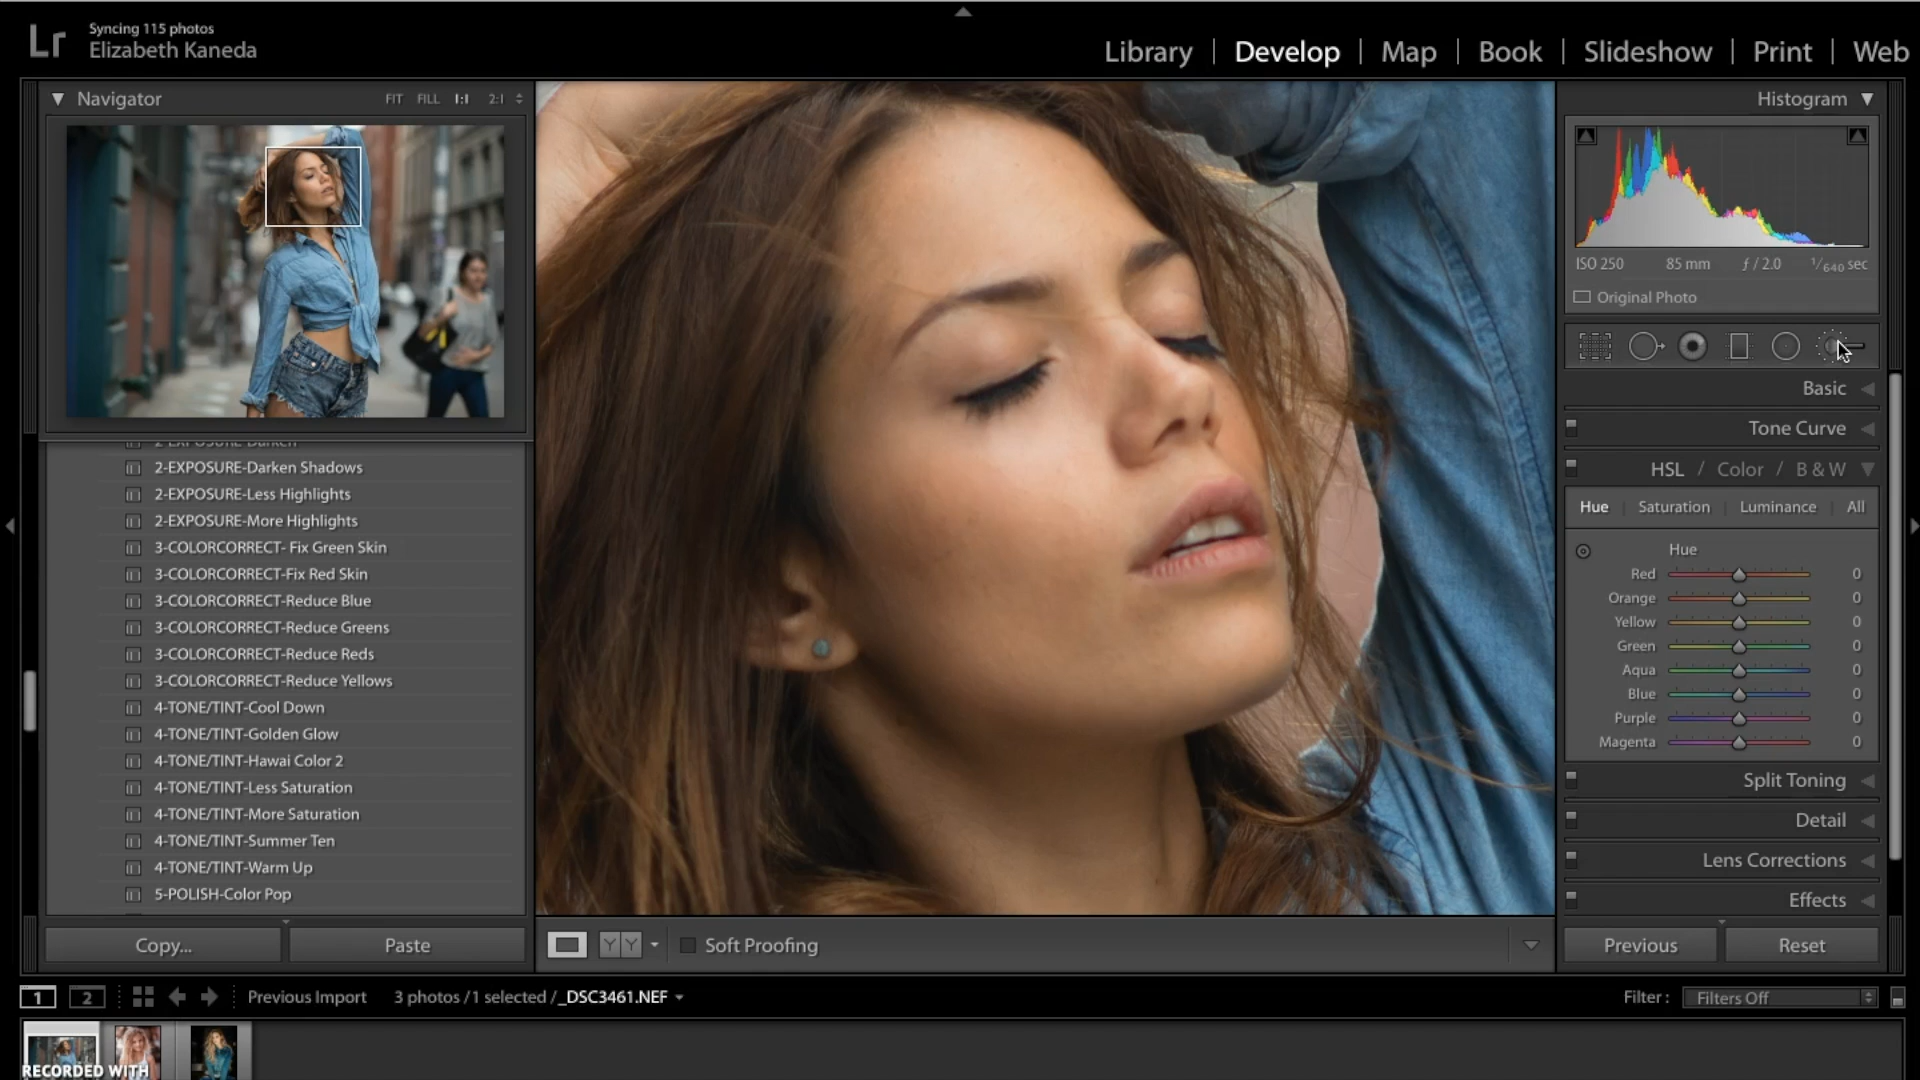 Lr
Syncing 115 photos
Elizabeth Kaneda
Library | Develop | Map | Book | Slideshow | Print | Web
Navigator FIT FILL 1:1 2:1
2-EXPOSURE-Darken
2-EXPOSURE-Darken Shadows
2-EXPOSURE-Less Highlights
2-EXPOSURE-More Highlights
3-COLORCORRECT- Fix Green Skin
3-COLORCORRECT-Fix Red Skin
3-COLORCORRECT-Reduce Blue
3-COLORCORRECT-Reduce Greens
3-COLORCORRECT-Reduce Reds
3-COLORCORRECT-Reduce Yellows
4-TONE/TINT-Cool Down
4-TONE/TINT-Golden Glow
4-TONE/TINT-Hawai Color 2
4-TONE/TINT-Less Saturation
4-TONE/TINT-More Saturation
4-TONE/TINT-Summer Ten
4-TONE/TINT-Warm Up
5-POLISH-Color Pop
Copy... Paste
Y Y Soft Proofing
Histogram
ISO 250 85 mm ƒ / 2.0 1/640 sec
Original Photo
Basic
Tone Curve
HSL / Color / B & W
Hue Saturation Luminance All
Hue
Red 0
Orange 0
Yellow 0
Green 0
Aqua 0
Blue 0
Purple 0
Magenta 0
Split Toning
Detail
Lens Corrections
Effects
Previous Reset
1 2 Previous Import 3 photos /1 selected /_DSC3461.NEF Filter : Filters Off
RECORDED WITH